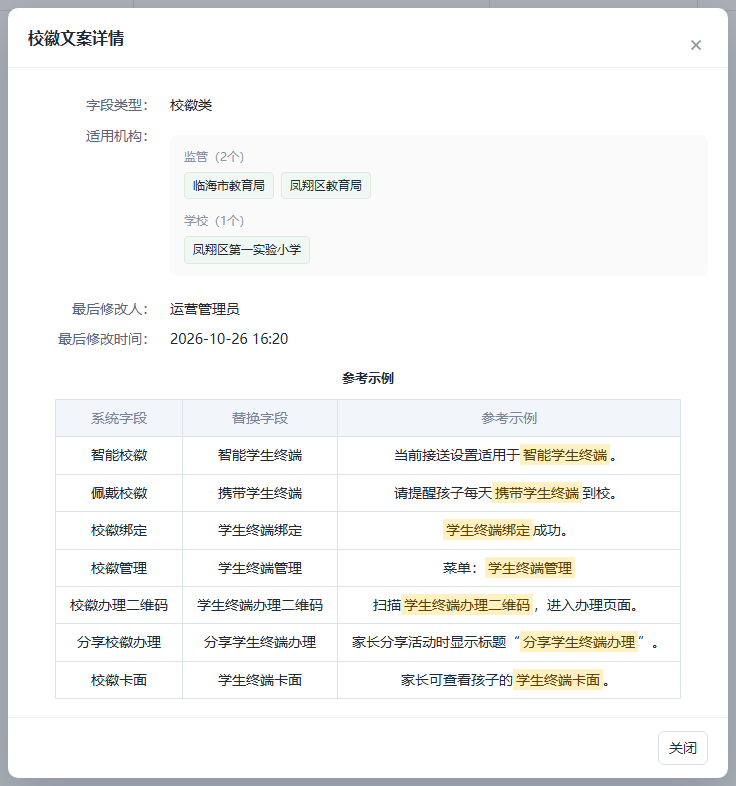 校徽文案详情
×
字段类型： 校徽类
适用机构：
监管（2个）
临海市教育局 凤翔区教育局
学校（1个）
凤翔区第一实验小学
最后修改人： 运营管理员
最后修改时间： 2026-10-26 16:20
参考示例
系统字段 替换字段 参考示例
智能校徽 智能学生终端 当前接送设置适用于智能学生终端。
佩戴校徽 携带学生终端 请提醒孩子每天携带学生终端到校。
校徽绑定 学生终端绑定 学生终端绑定成功。
校徽管理 学生终端管理 菜单：学生终端管理
校徽办理二维码 学生终端办理二维码 扫描学生终端办理二维码，进入办理页面。
分享校徽办理 分享学生终端办理 家长分享活动时显示标题“分享学生终端办理”。
校徽卡面 学生终端卡面 家长可查看孩子的学生终端卡面。
关闭